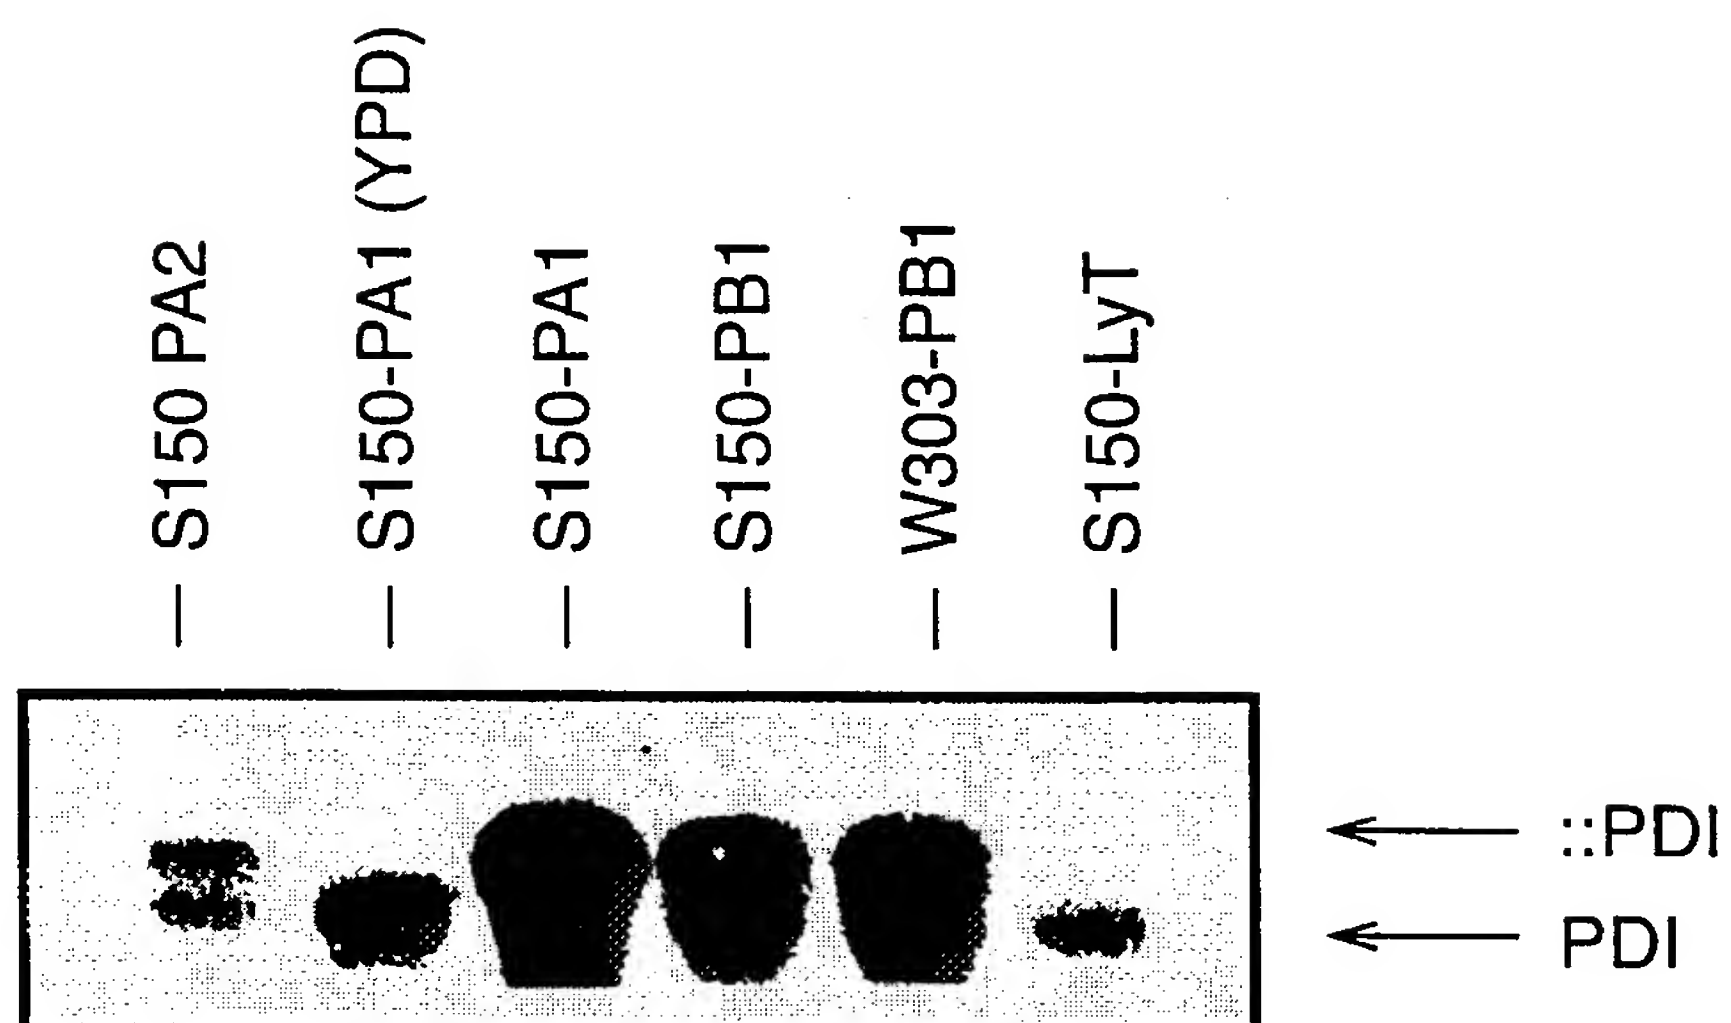 S150 PA2
S150-PA1 (YPD)
S150-PA1
S150-PB1
W303-PB1
S150-LyT
::PDI
PDI